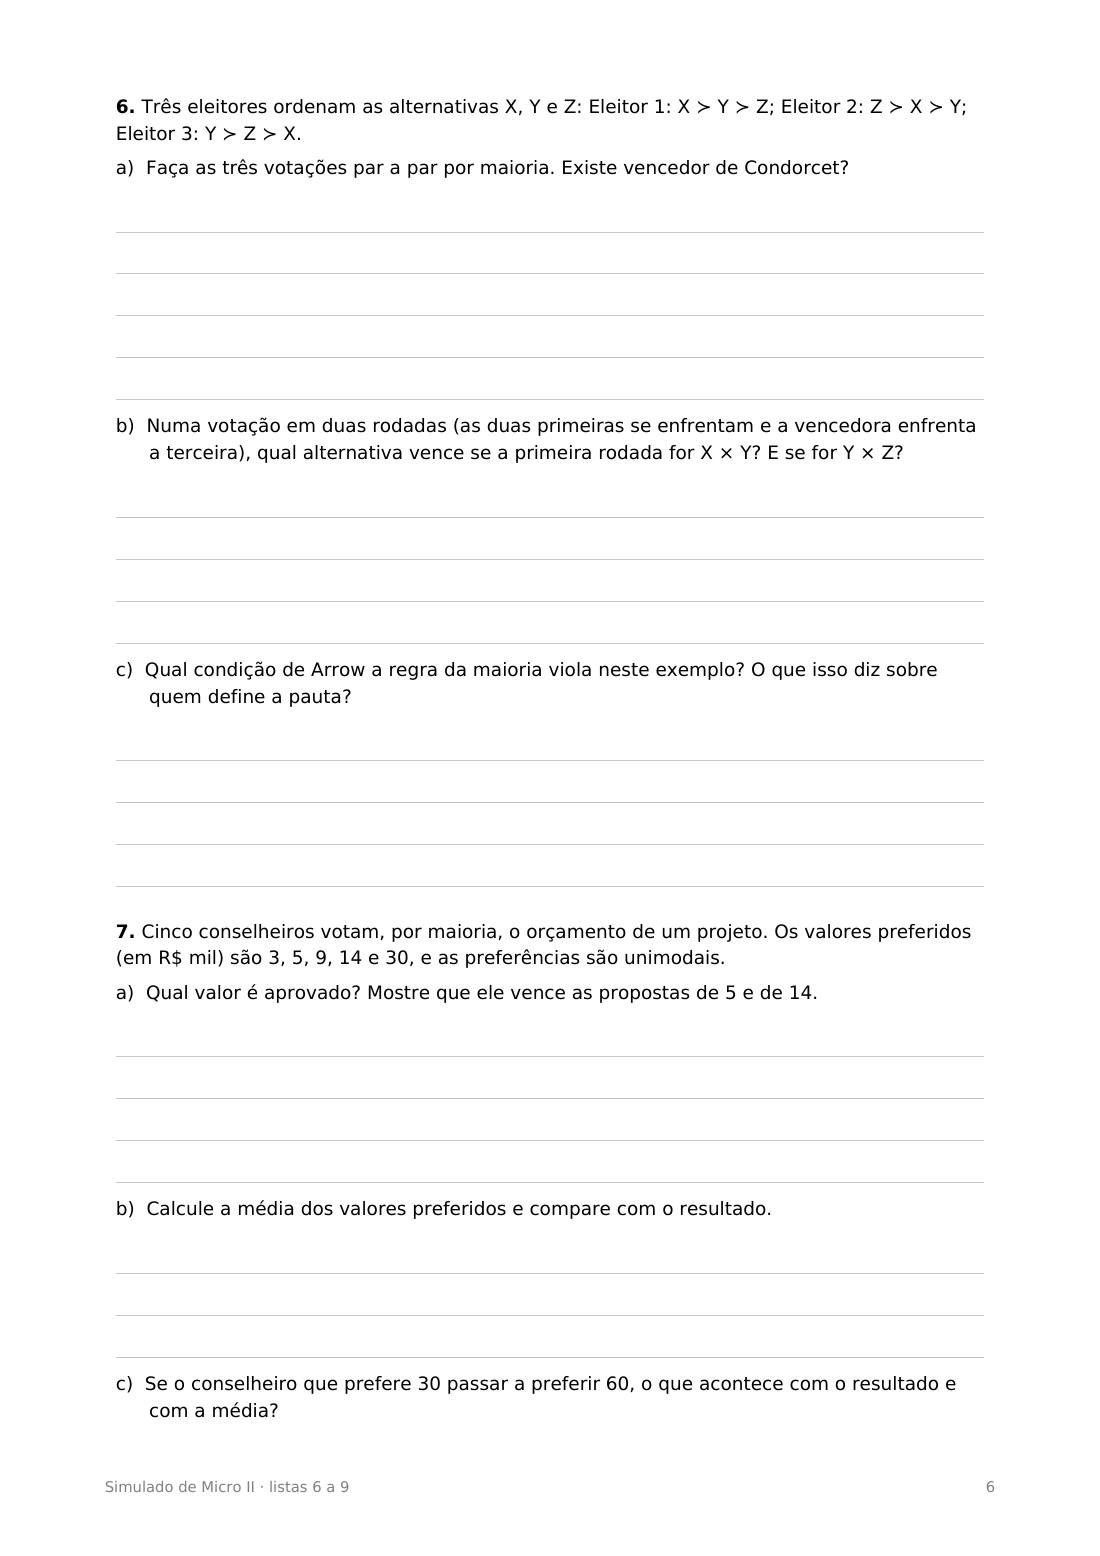 6. Três eleitores ordenam as alternativas X, Y e Z: Eleitor 1: X ≻ Y ≻ Z; Eleitor 2: Z ≻ X ≻ Y;
Eleitor 3: Y ≻ Z ≻ X.
a) Faça as três votações par a par por maioria. Existe vencedor de Condorcet?
b) Numa votação em duas rodadas (as duas primeiras se enfrentam e a vencedora enfrenta
a terceira), qual alternativa vence se a primeira rodada for X × Y? E se for Y × Z?
c) Qual condição de Arrow a regra da maioria viola neste exemplo? O que isso diz sobre
quem define a pauta?
7. Cinco conselheiros votam, por maioria, o orçamento de um projeto. Os valores preferidos
(em R$ mil) são 3, 5, 9, 14 e 30, e as preferências são unimodais.
a) Qual valor é aprovado? Mostre que ele vence as propostas de 5 e de 14.
b) Calcule a média dos valores preferidos e compare com o resultado.
c) Se o conselheiro que prefere 30 passar a preferir 60, o que acontece com o resultado e
com a média?
Simulado de Micro II · listas 6 a 9
6